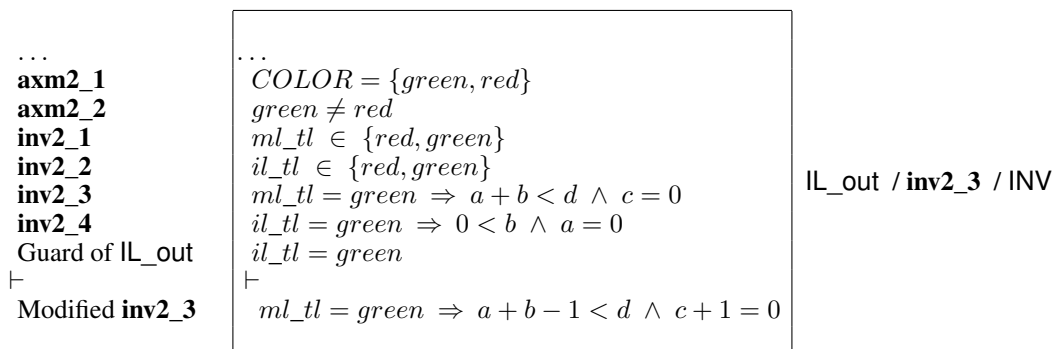 ... ...
axm2_1 COLOR = {green, red}
axm2_2 green ≠ red
inv2_1 ml_tl ∈ {red, green}
inv2_2 il_tl ∈ {red, green}
inv2_3 ml_tl = green ⇒ a + b < d ∧ c = 0 IL_out / inv2_3 / INV
inv2_4 il_tl = green ⇒ 0 < b ∧ a = 0
Guard of IL_out il_tl = green
⊢ ⊢
Modified inv2_3 ml_tl = green ⇒ a + b − 1 < d ∧ c + 1 = 0